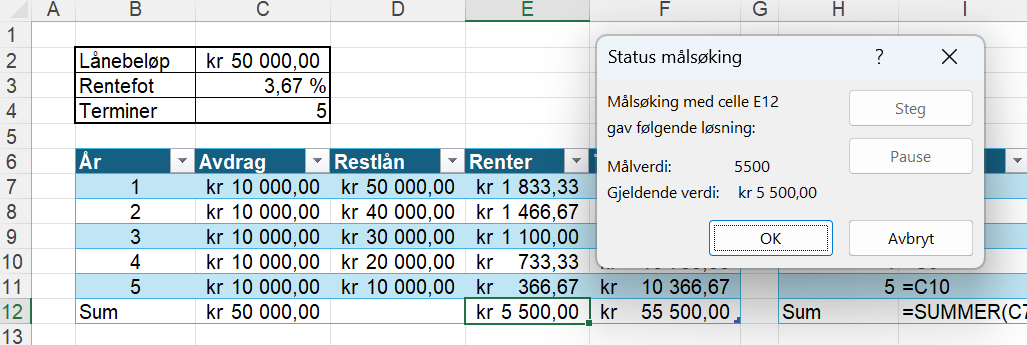 A B C D E F G H I
1
2 Lånebeløp kr 50 000,00
3 Rentefot 3,67 %
4 Terminer 5
5
6 År Avdrag Restlån Renter
7 1 kr 10 000,00 kr 50 000,00 kr 1 833,33
8 2 kr 10 000,00 kr 40 000,00 kr 1 466,67
9 3 kr 10 000,00 kr 30 000,00 kr 1 100,00
10 4 kr 10 000,00 kr 20 000,00 kr 733,33
11 5 kr 10 000,00 kr 10 000,00 kr 366,67 kr 10 366,67 5 =C10
12 Sum kr 50 000,00 kr 5 500,00 kr 55 500,00 Sum =SUMMER(C7
13
Status målsøking ?
Målsøking med celle E12
gav følgende løsning:
Målverdi: 5500
Gjeldende verdi: kr 5 500,00
Steg
Pause
OK Avbryt